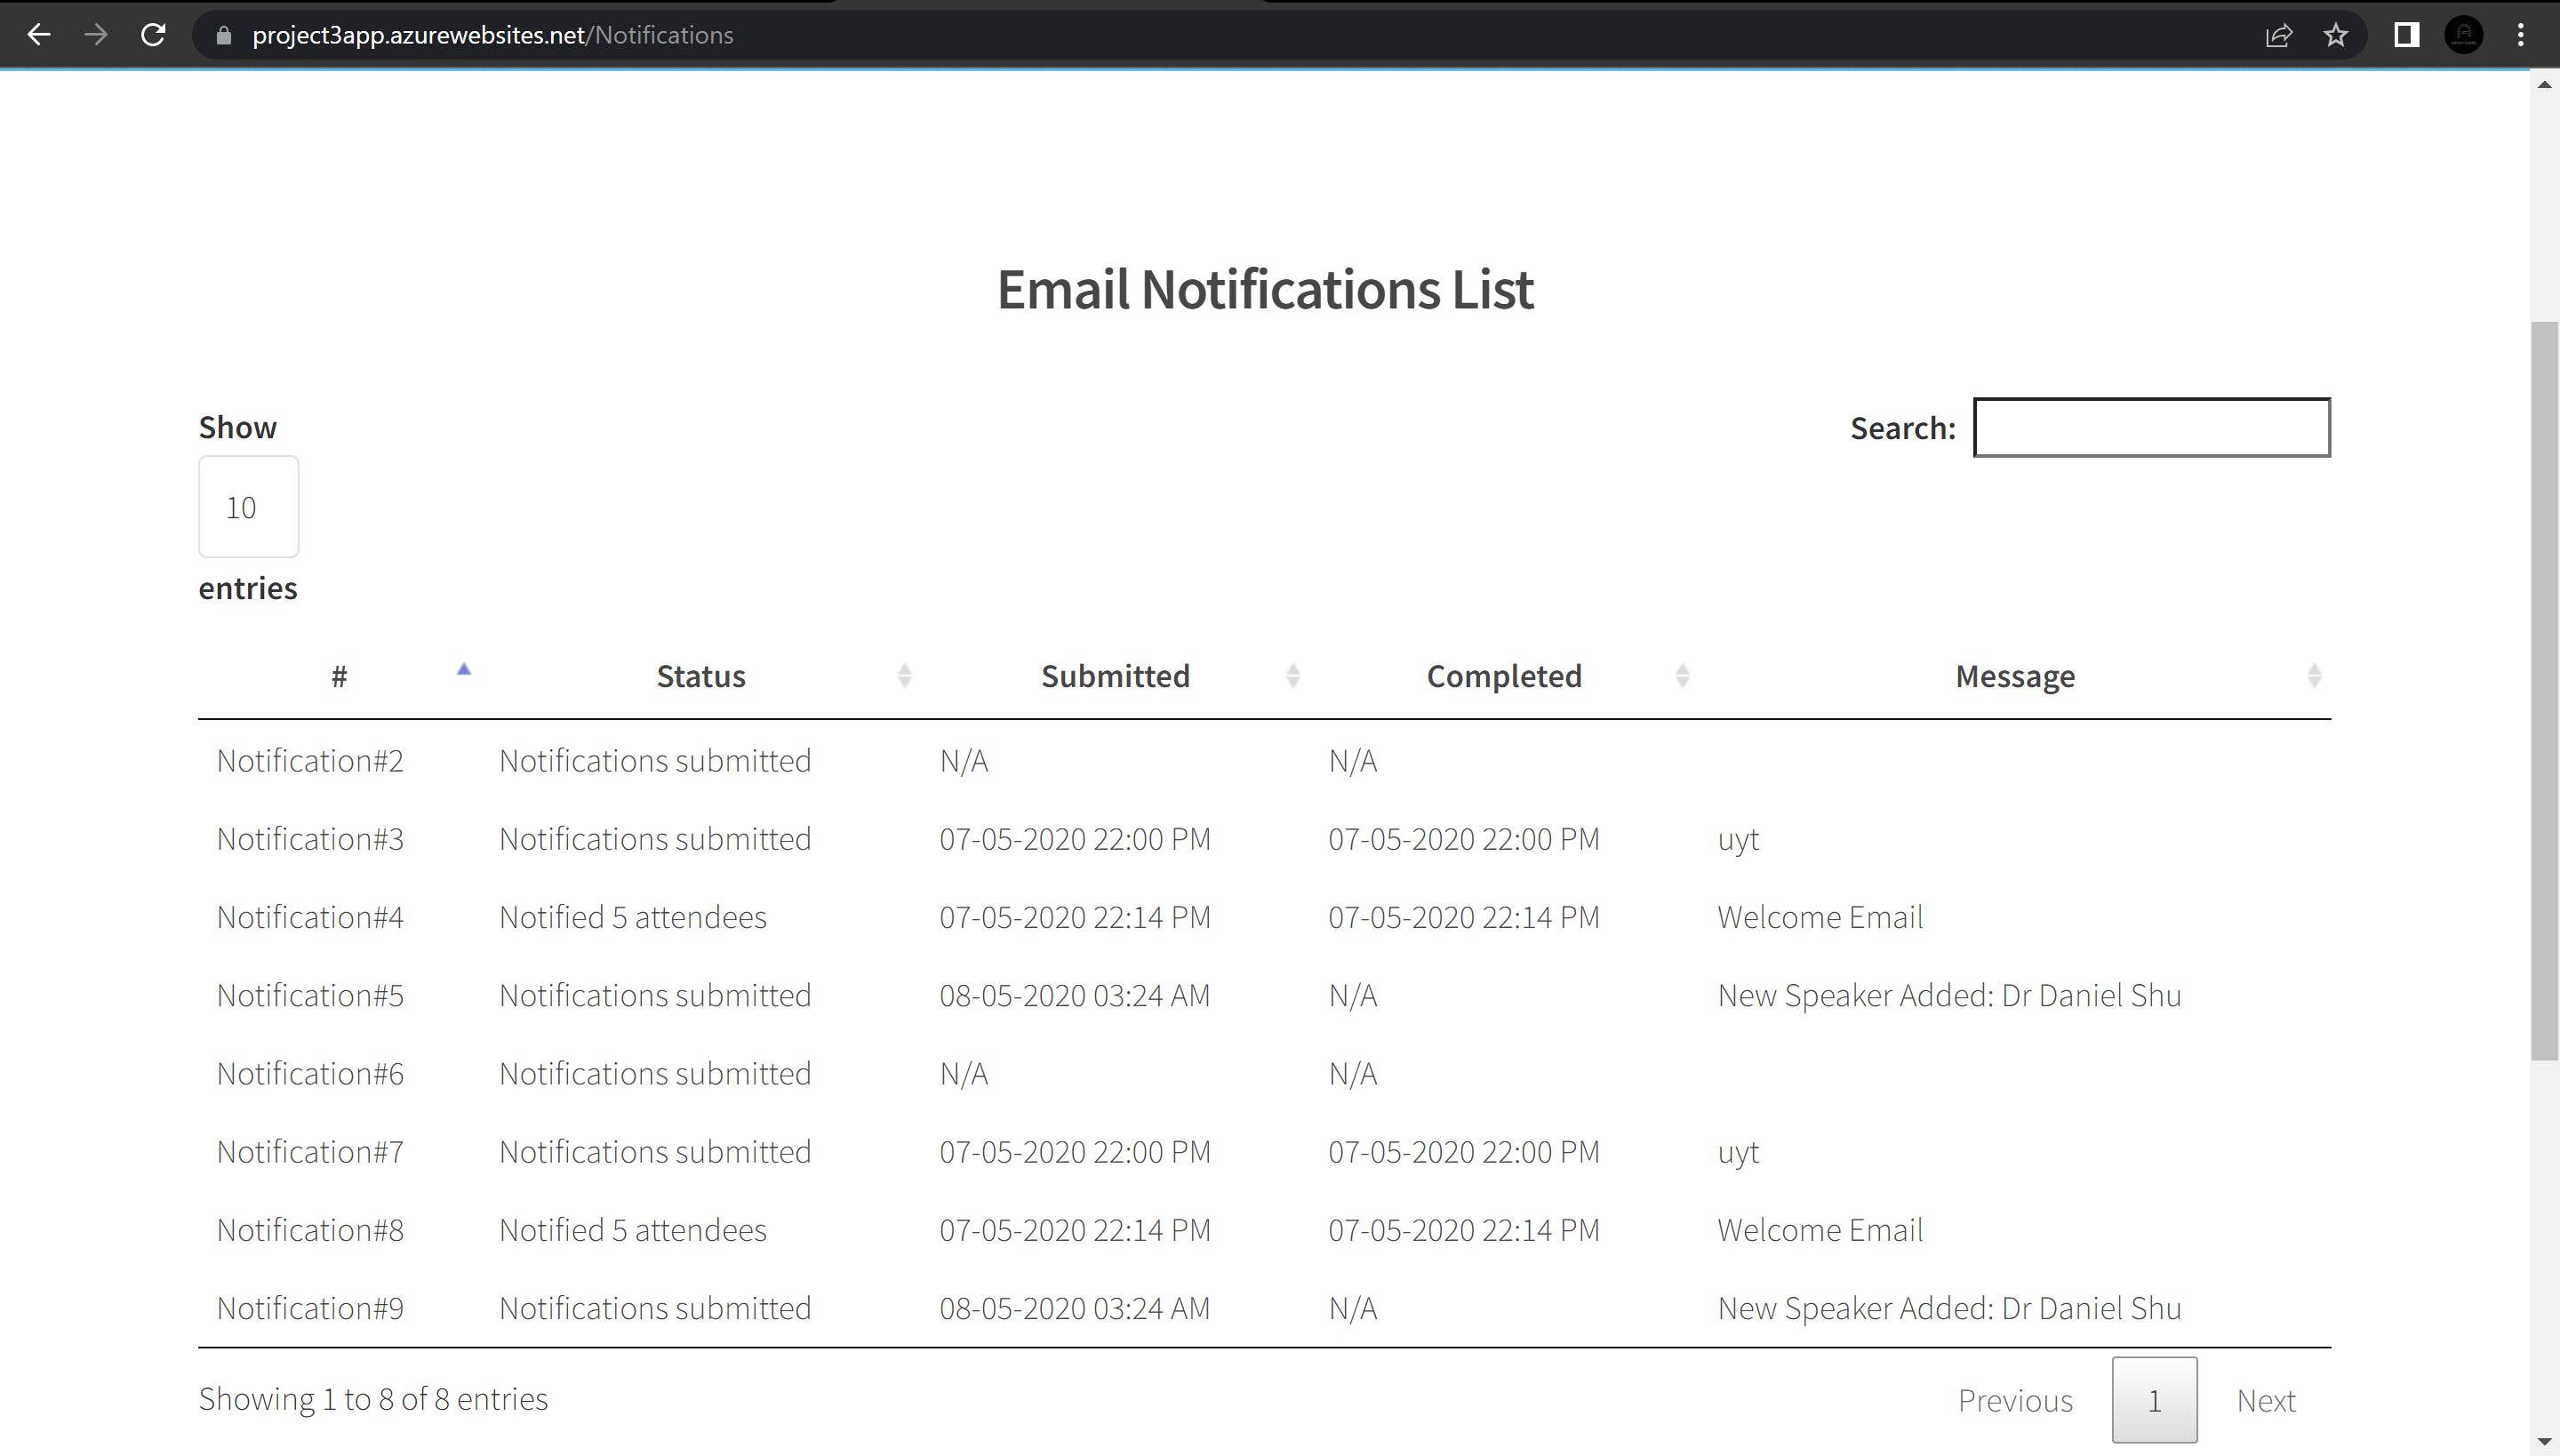 project3app.azurewebsites.net/Notifications
Email Notifications List
Show
Search:
10
entries
# Status Submitted Completed Message
Notification#2 Notifications submitted N/A N/A
Notification#3 Notifications submitted 07-05-2020 22:00 PM 07-05-2020 22:00 PM uyt
Notification#4 Notified 5 attendees 07-05-2020 22:14 PM 07-05-2020 22:14 PM Welcome Email
Notification#5 Notifications submitted 08-05-2020 03:24 AM N/A New Speaker Added: Dr Daniel Shu
Notification#6 Notifications submitted N/A N/A
Notification#7 Notifications submitted 07-05-2020 22:00 PM 07-05-2020 22:00 PM uyt
Notification#8 Notified 5 attendees 07-05-2020 22:14 PM 07-05-2020 22:14 PM Welcome Email
Notification#9 Notifications submitted 08-05-2020 03:24 AM N/A New Speaker Added: Dr Daniel Shu
Showing 1 to 8 of 8 entries
Previous 1 Next